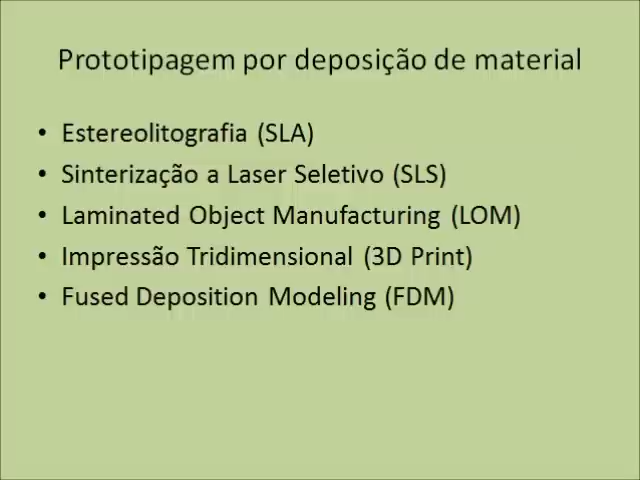 Prototipagem por deposição de material
• Estereolitografia (SLA)
• Sinterização a Laser Seletivo (SLS)
• Laminated Object Manufacturing (LOM)
• Impressão Tridimensional (3D Print)
• Fused Deposition Modeling (FDM)